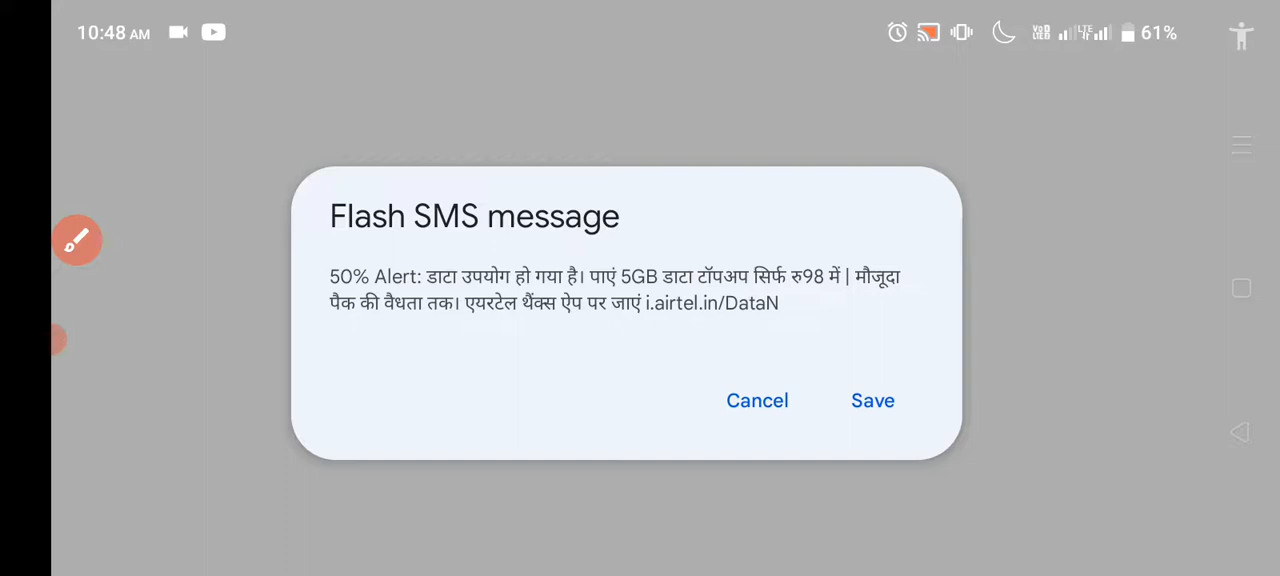 10:48 AM 61%
Flash SMS message
50% Alert: डाटा उपयोग हो गया है। पाएं 5GB डाटा टॉपअप सिर्फ रु98 में | मौजूदा
पैक की वैधता तक। एयरटेल थैंक्स ऐप पर जाएं i.airtel.in/DataN
Cancel Save